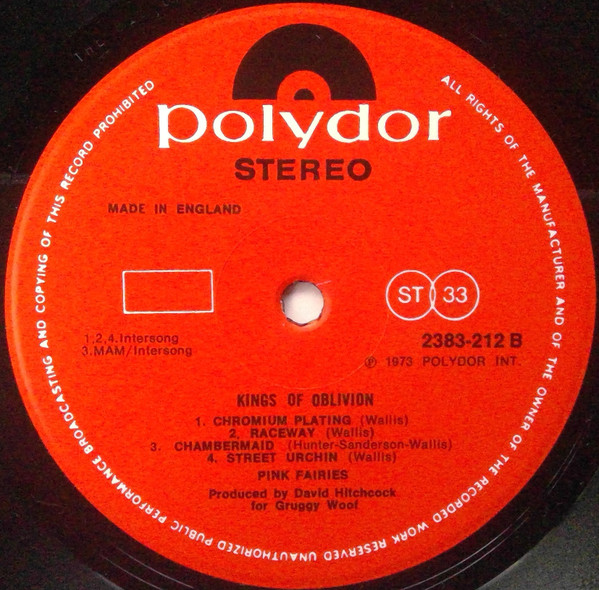 polydor
STEREO
MADE IN ENGLAND
ST 33
1,2,4.Intersong
3.MAM/Intersong
2383-212 B
℗ 1973 POLYDOR INT.
KINGS OF OBLIVION
1. CHROMIUM PLATING (Wallis)
2, RACEWAY (Wallis)
3. CHAMBERMAID (Hunter-Sanderson-Wallis)
4. STREET URCHIN (Wallis)
PINK FAIRIES
Produced by David Hitchcock
for Gruggy Woof
ALL RIGHTS OF THE MANUFACTURER AND OF THE OWNER OF THE RECORDED WORK RESERVED UNAUTHORIZED PUBLIC PERFORMANCE BROADCASTING AND COPYING OF THIS RECORD PROHIBITED